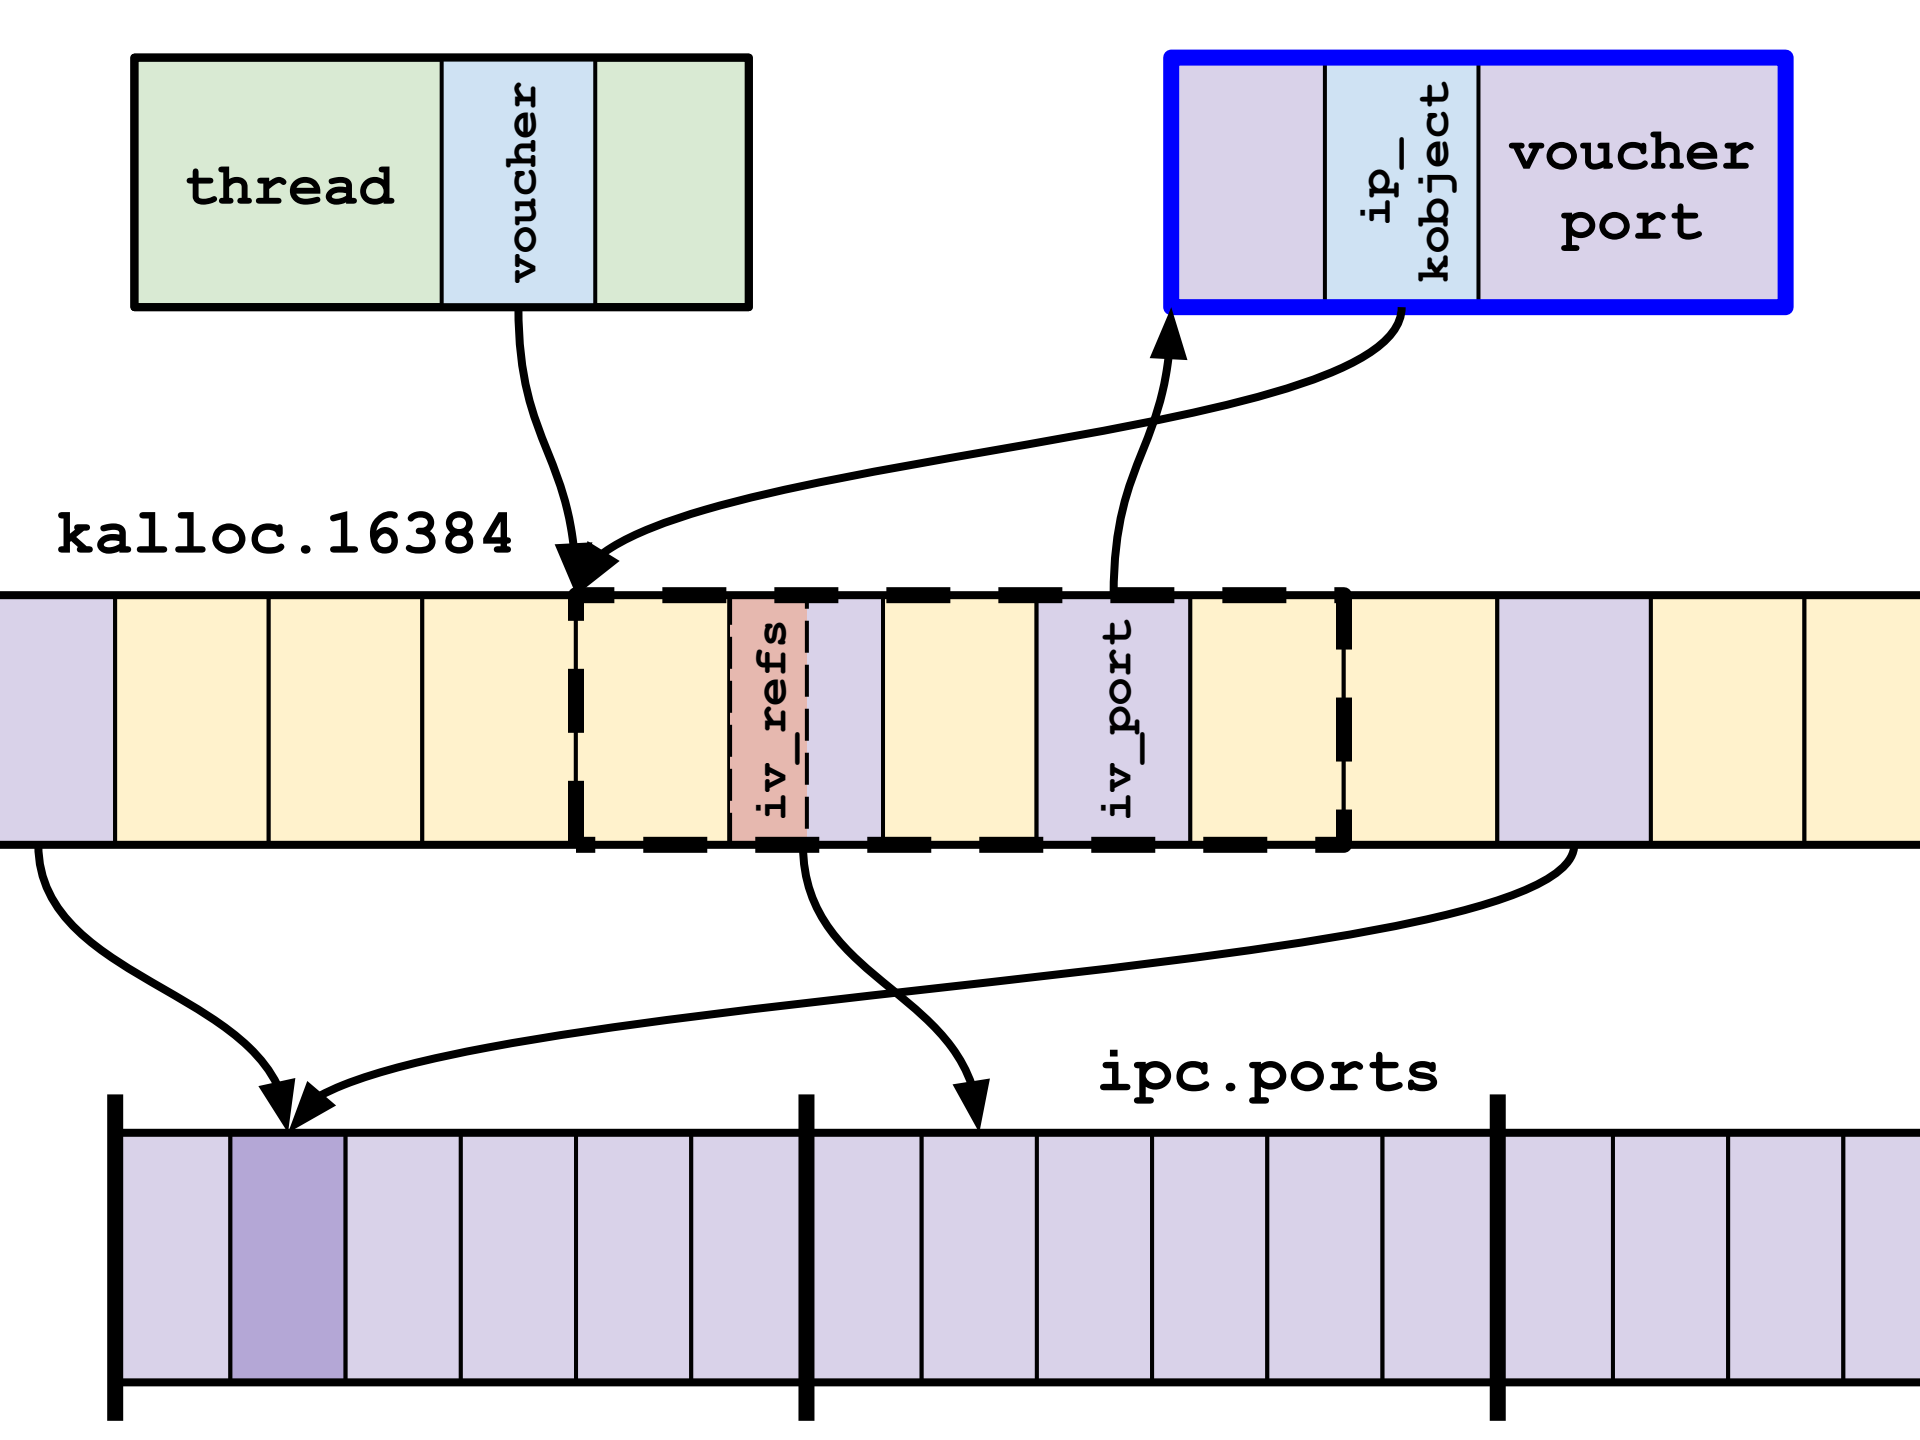 thread
voucher
ip_
kobject
voucher
port
kalloc.16384
iv_refs
iv_port
ipc.ports